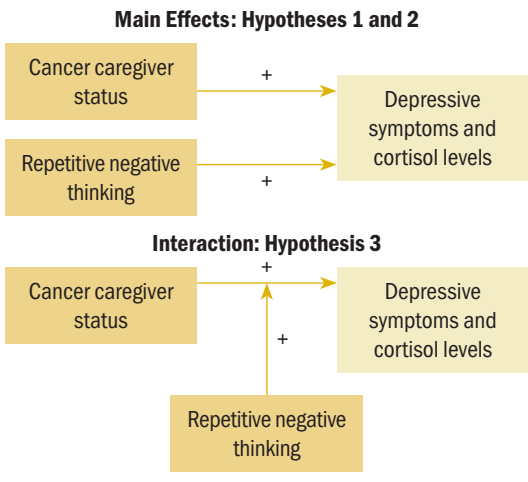 Main Effects: Hypotheses 1 and 2
Cancer caregiver
status
+
Depressive
symptoms and
cortisol levels
Repetitive negative
thinking
+
Interaction: Hypothesis 3
Cancer caregiver
status
+
Depressive
symptoms and
cortisol levels
+
Repetitive negative
thinking